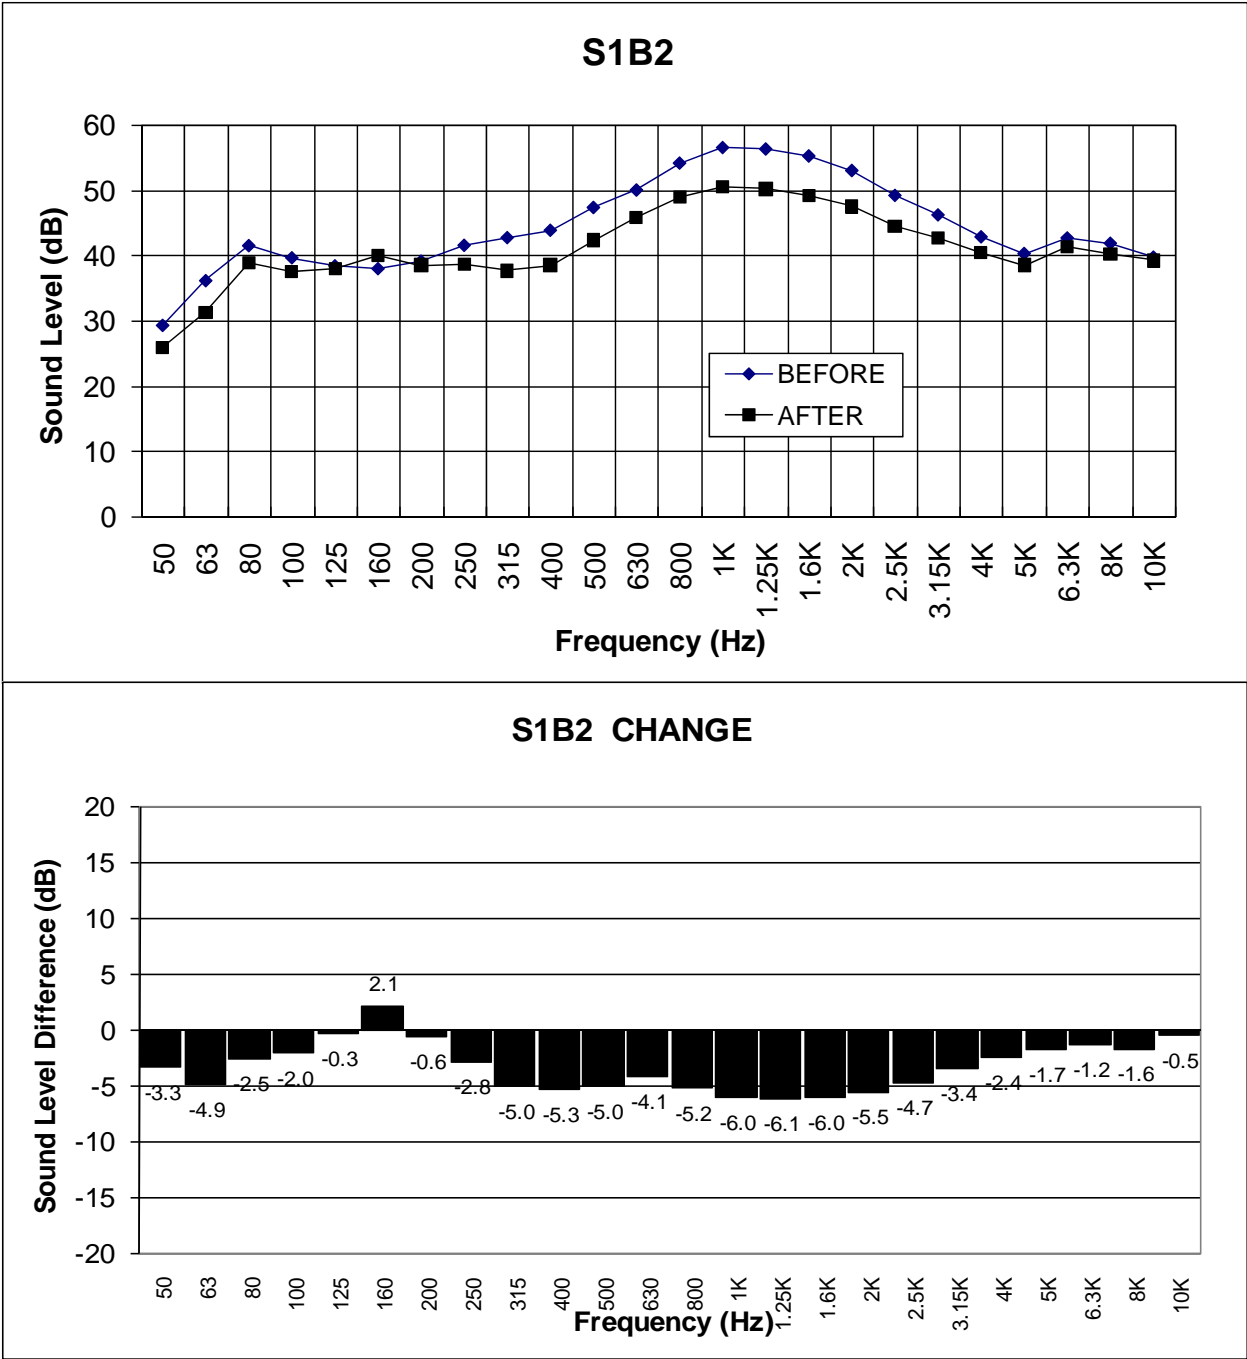 S1B2
60
50
40
30
20
10
0
Sound Level (dB)
BEFORE
AFTER
50 63 80 100 125 160 200 250 315 400 500 630 800 1K 1.25K 1.6K 2K 2.5K 3.15K 4K 5K 6.3K 8K 10K
Frequency (Hz)
S1B2 CHANGE
20
15
10
5
0
-5
-10
-15
-20
Sound Level Difference (dB)
-3.3 -4.9 -2.5 -2.0 -0.3 2.1 -0.6 -2.8 -5.0 -5.3 -5.0 -4.1 -5.2 -6.0 -6.1 -6.0 -5.5 -4.7 -3.4 -2.4 -1.7 -1.2 -1.6 -0.5
50 63 80 100 125 160 200 250 315 400 500 630 800 1K 1.25K 1.6K 2K 2.5K 3.15K 4K 5K 6.3K 8K 10K
Frequency (Hz)